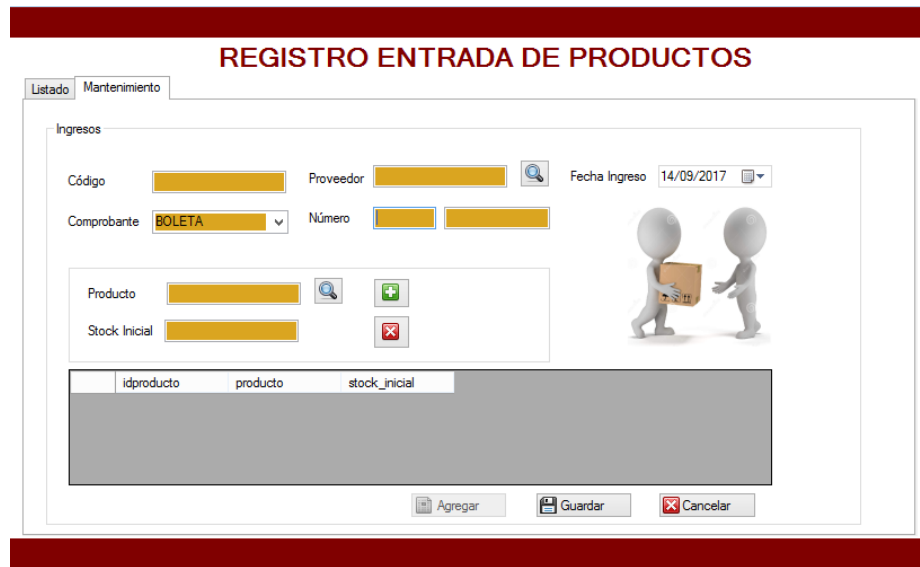 REGISTRO ENTRADA DE PRODUCTOS
Listado Mantenimiento
Ingresos
Código Proveedor Fecha Ingreso 14/09/2017
Comprobante BOLETA Número
Producto
Stock Inicial
idproducto producto stock_inicial
Agregar Guardar Cancelar